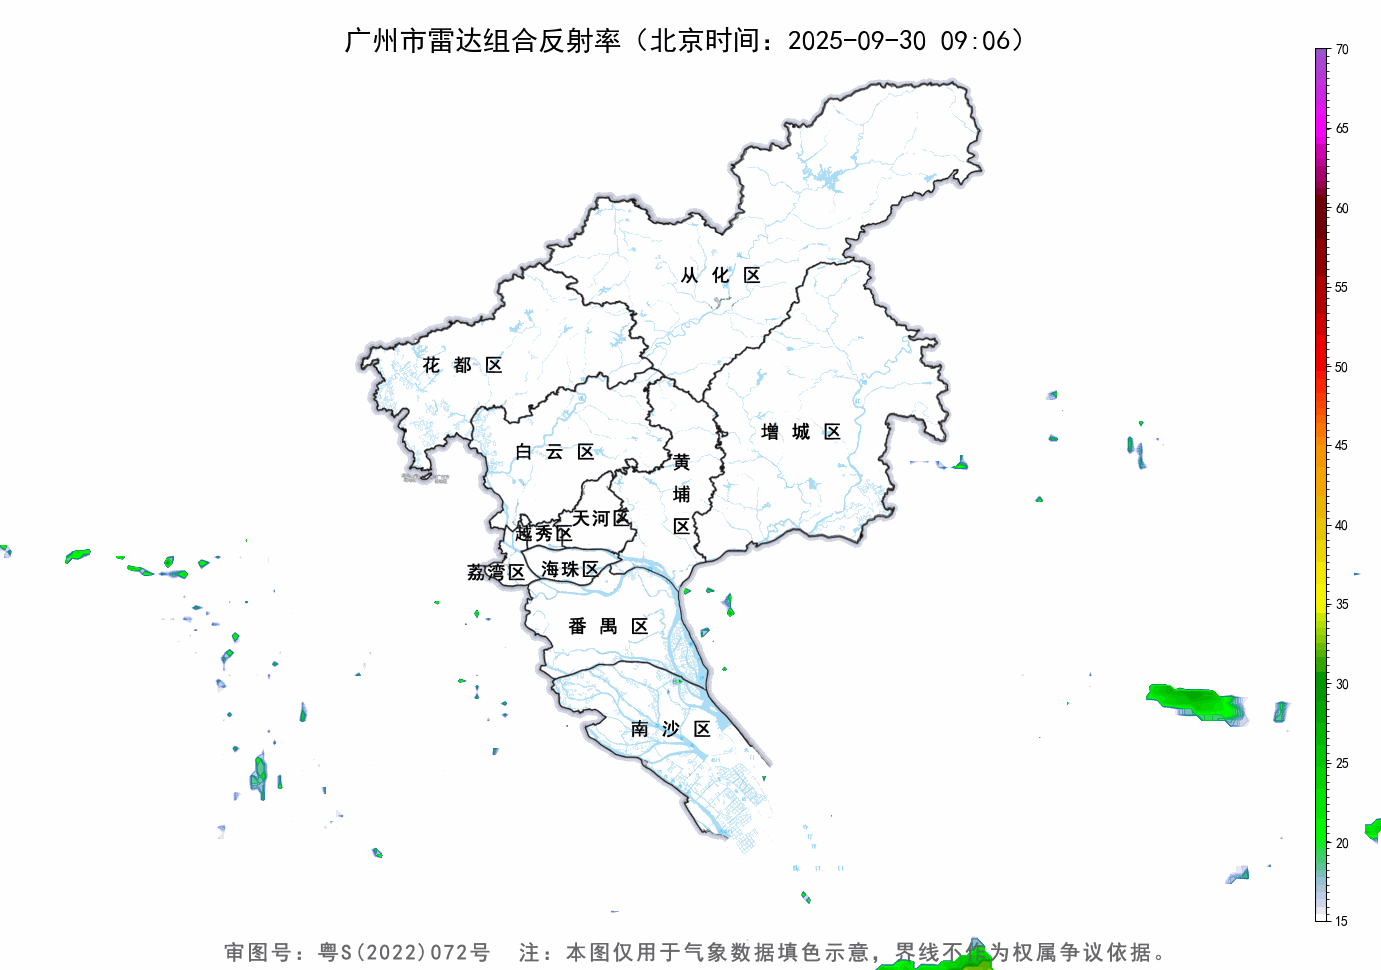 广州市雷达组合反射率（北京时间：2025-09-30 09:06）
70
65
60
55
50
45
40
35
30
25
20
15
从化区
花都区
增城区
白云区
黄埔区
天河区
越秀区
荔湾区
海珠区
番禺区
南沙区
审图号：粤S(2022)072号 注：本图仅用于气象数据填色示意，界线不作为权属争议依据。